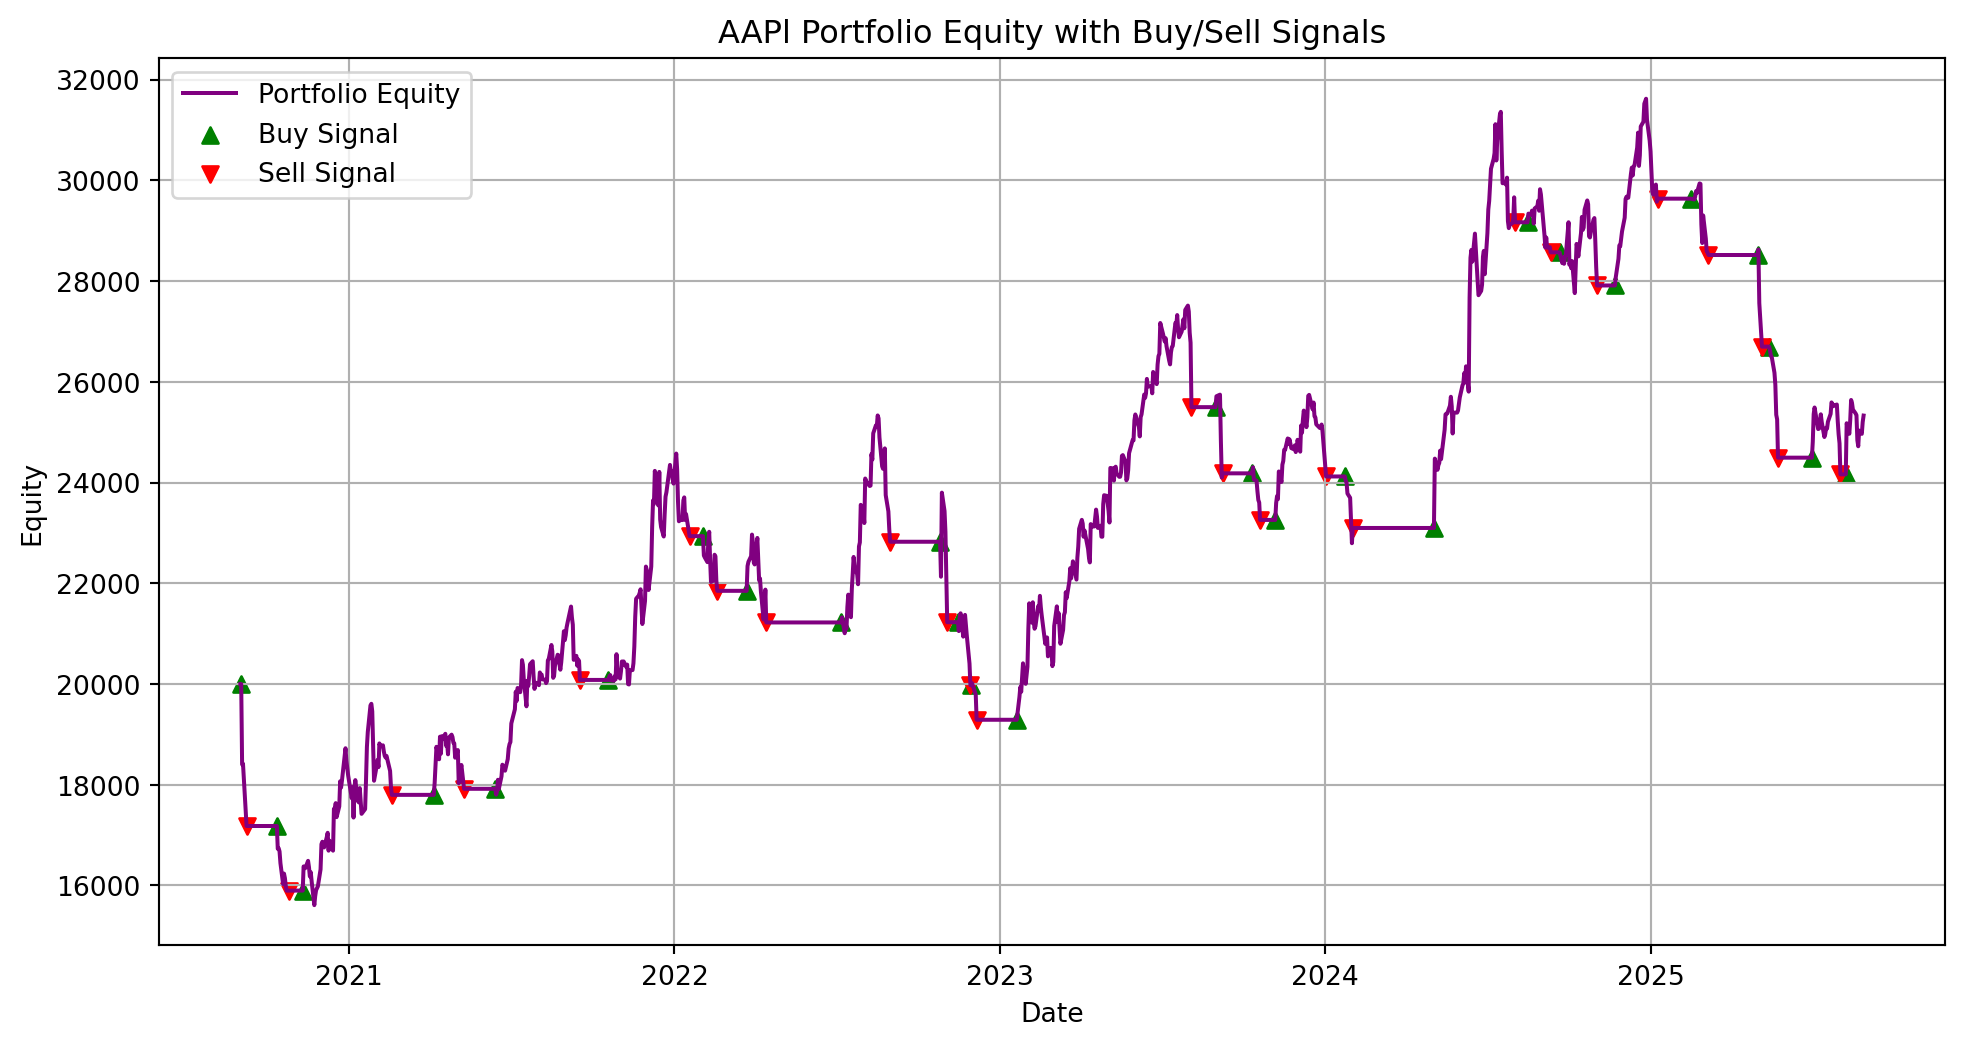 AAPl Portfolio Equity with Buy/Sell Signals
Portfolio Equity
Buy Signal
Sell Signal
Equity
32000
30000
28000
26000
24000
22000
20000
18000
16000
2021
2022
2023
2024
2025
Date